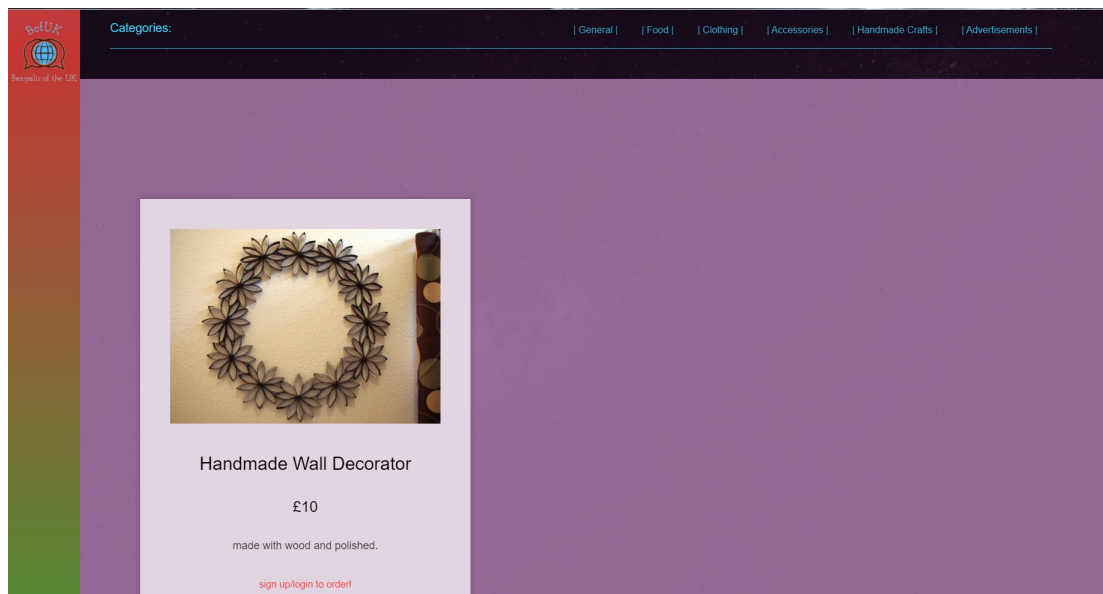 BofUK
Bengalis of the UK
Categories:
| General | | Food | | Clothing | | Accessories | | Handmade Crafts | | Advertisements |
Handmade Wall Decorator
£10
made with wood and polished.
sign up/login to order!